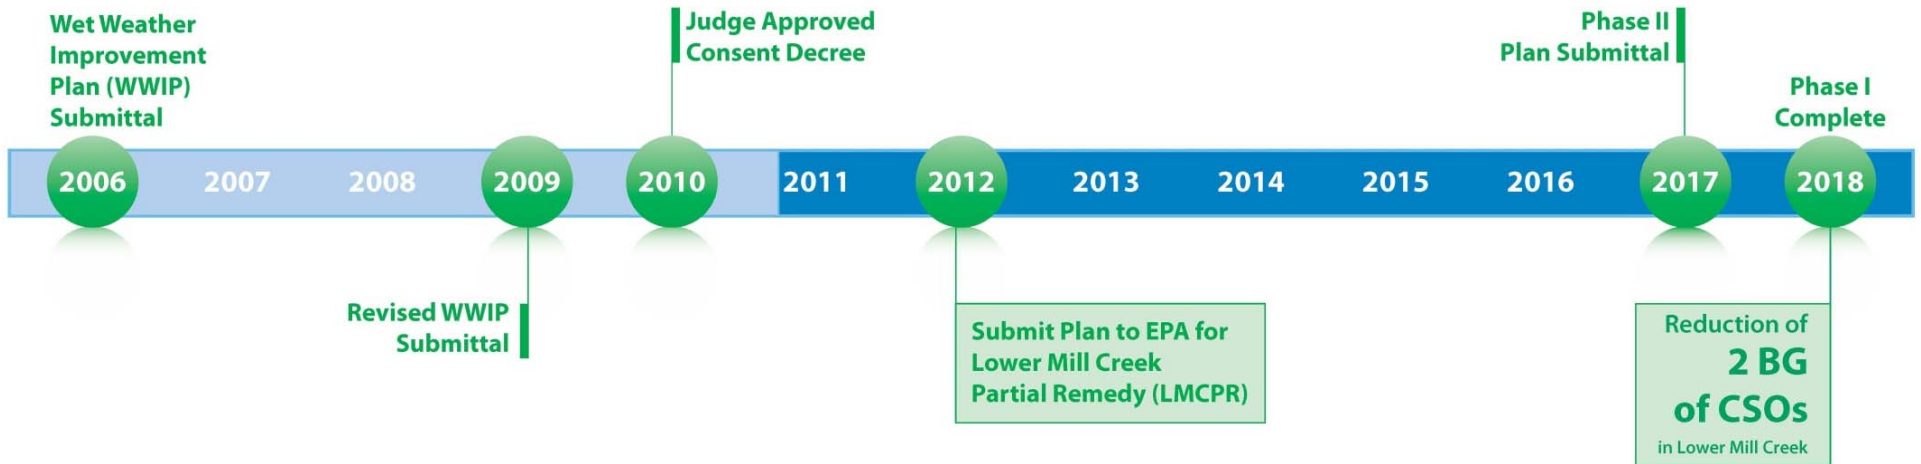 Wet Weather
Improvement
Plan (WWIP)
Submittal
Judge Approved
Consent Decree
Phase II
Plan Submittal
Phase I
Complete
2006
2007
2008
2009
2010
2011
2012
2013
2014
2015
2016
2017
2018
Revised WWIP
Submittal
Submit Plan to EPA for
Lower Mill Creek
Partial Remedy (LMCPR)
Reduction of
2 BG
of CSOs
in Lower Mill Creek